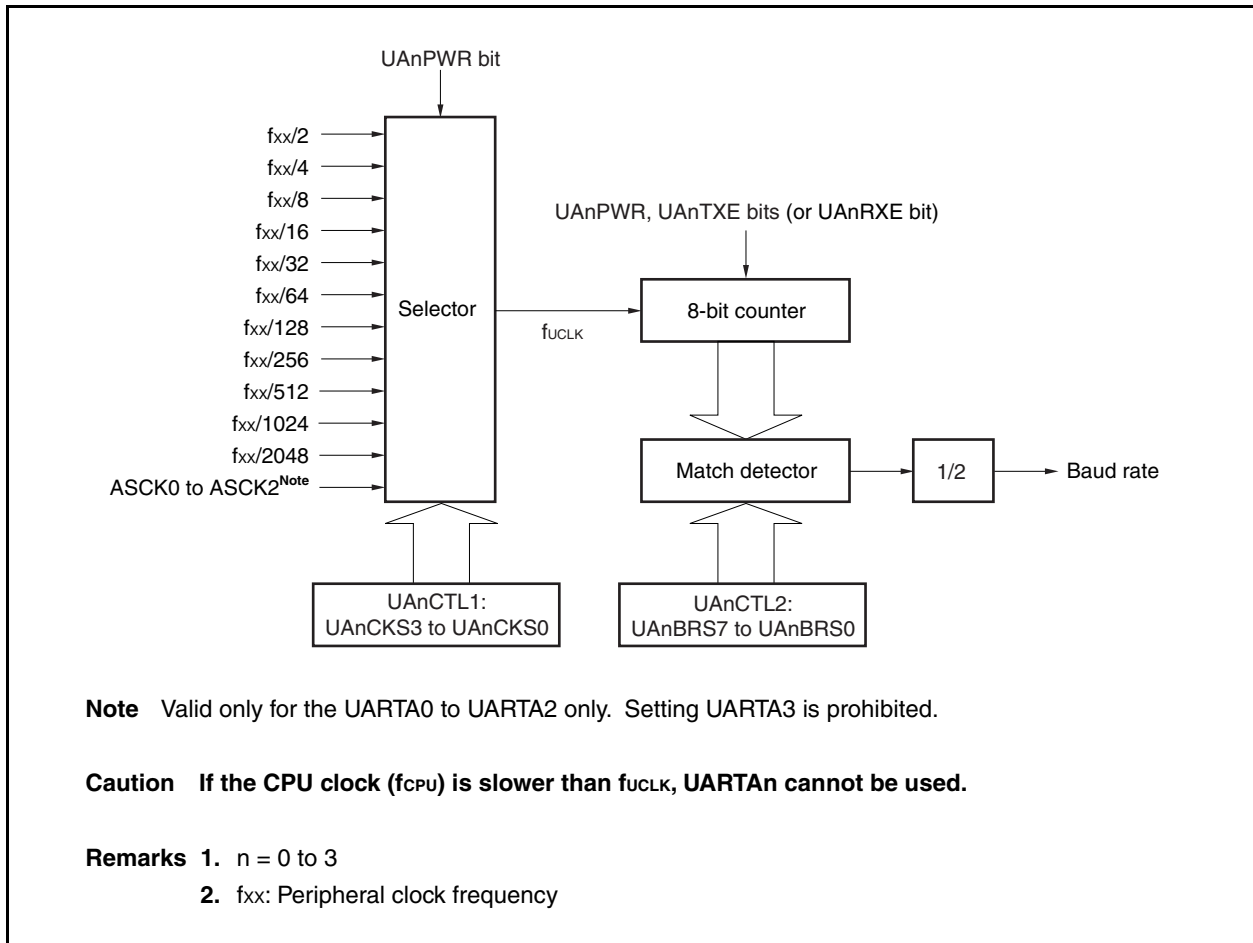 UAnPWR bit
fXX/2
fXX/4
fXX/8
fXX/16
fXX/32
fXX/64
fXX/128
fXX/256
fXX/512
fXX/1024
fXX/2048
ASCK0 to ASCK2Note
Selector
fUCLK
UAnPWR, UAnTXE bits (or UAnRXE bit)
8-bit counter
Match detector
1/2
Baud rate
UAnCTL1:
UAnCKS3 to UAnCKS0
UAnCTL2:
UAnBRS7 to UAnBRS0
Note Valid only for the UARTA0 to UARTA2 only. Setting UARTA3 is prohibited.
Caution If the CPU clock (fCPU) is slower than fUCLK, UARTAn cannot be used.
Remarks 1. n = 0 to 3
2. fXX: Peripheral clock frequency